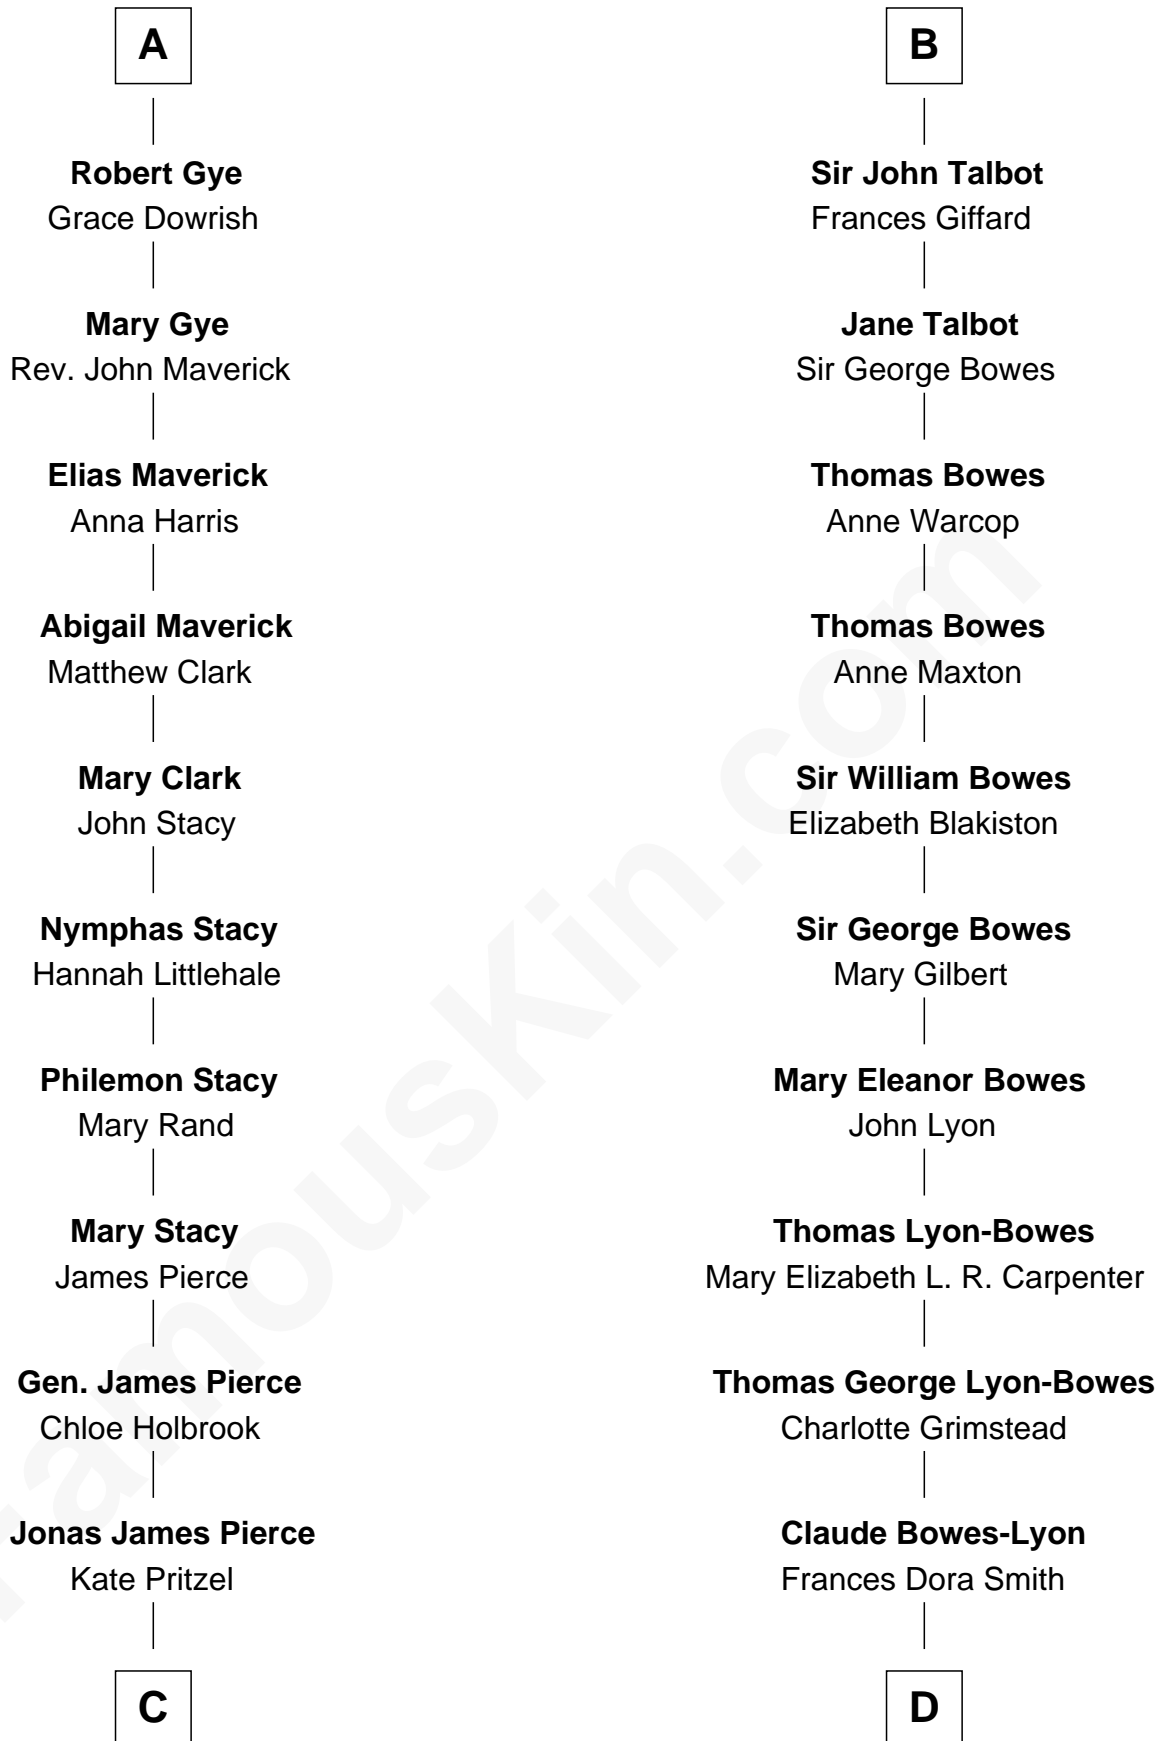 A
Robert Gye
Grace Dowrish
Mary Gye
Rev. John Maverick
Elias Maverick
Anna Harris
Abigail Maverick
Matthew Clark
Mary Clark
John Stacy
Nymphas Stacy
Hannah Littlehale
Philemon Stacy
Mary Rand
Mary Stacy
James Pierce
Gen. James Pierce
Chloe Holbrook
Jonas James Pierce
Kate Pritzel
C
B
Sir John Talbot
Frances Giffard
Jane Talbot
Sir George Bowes
Thomas Bowes
Anne Warcop
Thomas Bowes
Anne Maxton
Sir William Bowes
Elizabeth Blakiston
Sir George Bowes
Mary Gilbert
Mary Eleanor Bowes
John Lyon
Thomas Lyon-Bowes
Mary Elizabeth L. R. Carpenter
Thomas George Lyon-Bowes
Charlotte Grimstead
Claude Bowes-Lyon
Frances Dora Smith
D
FamousKin.com